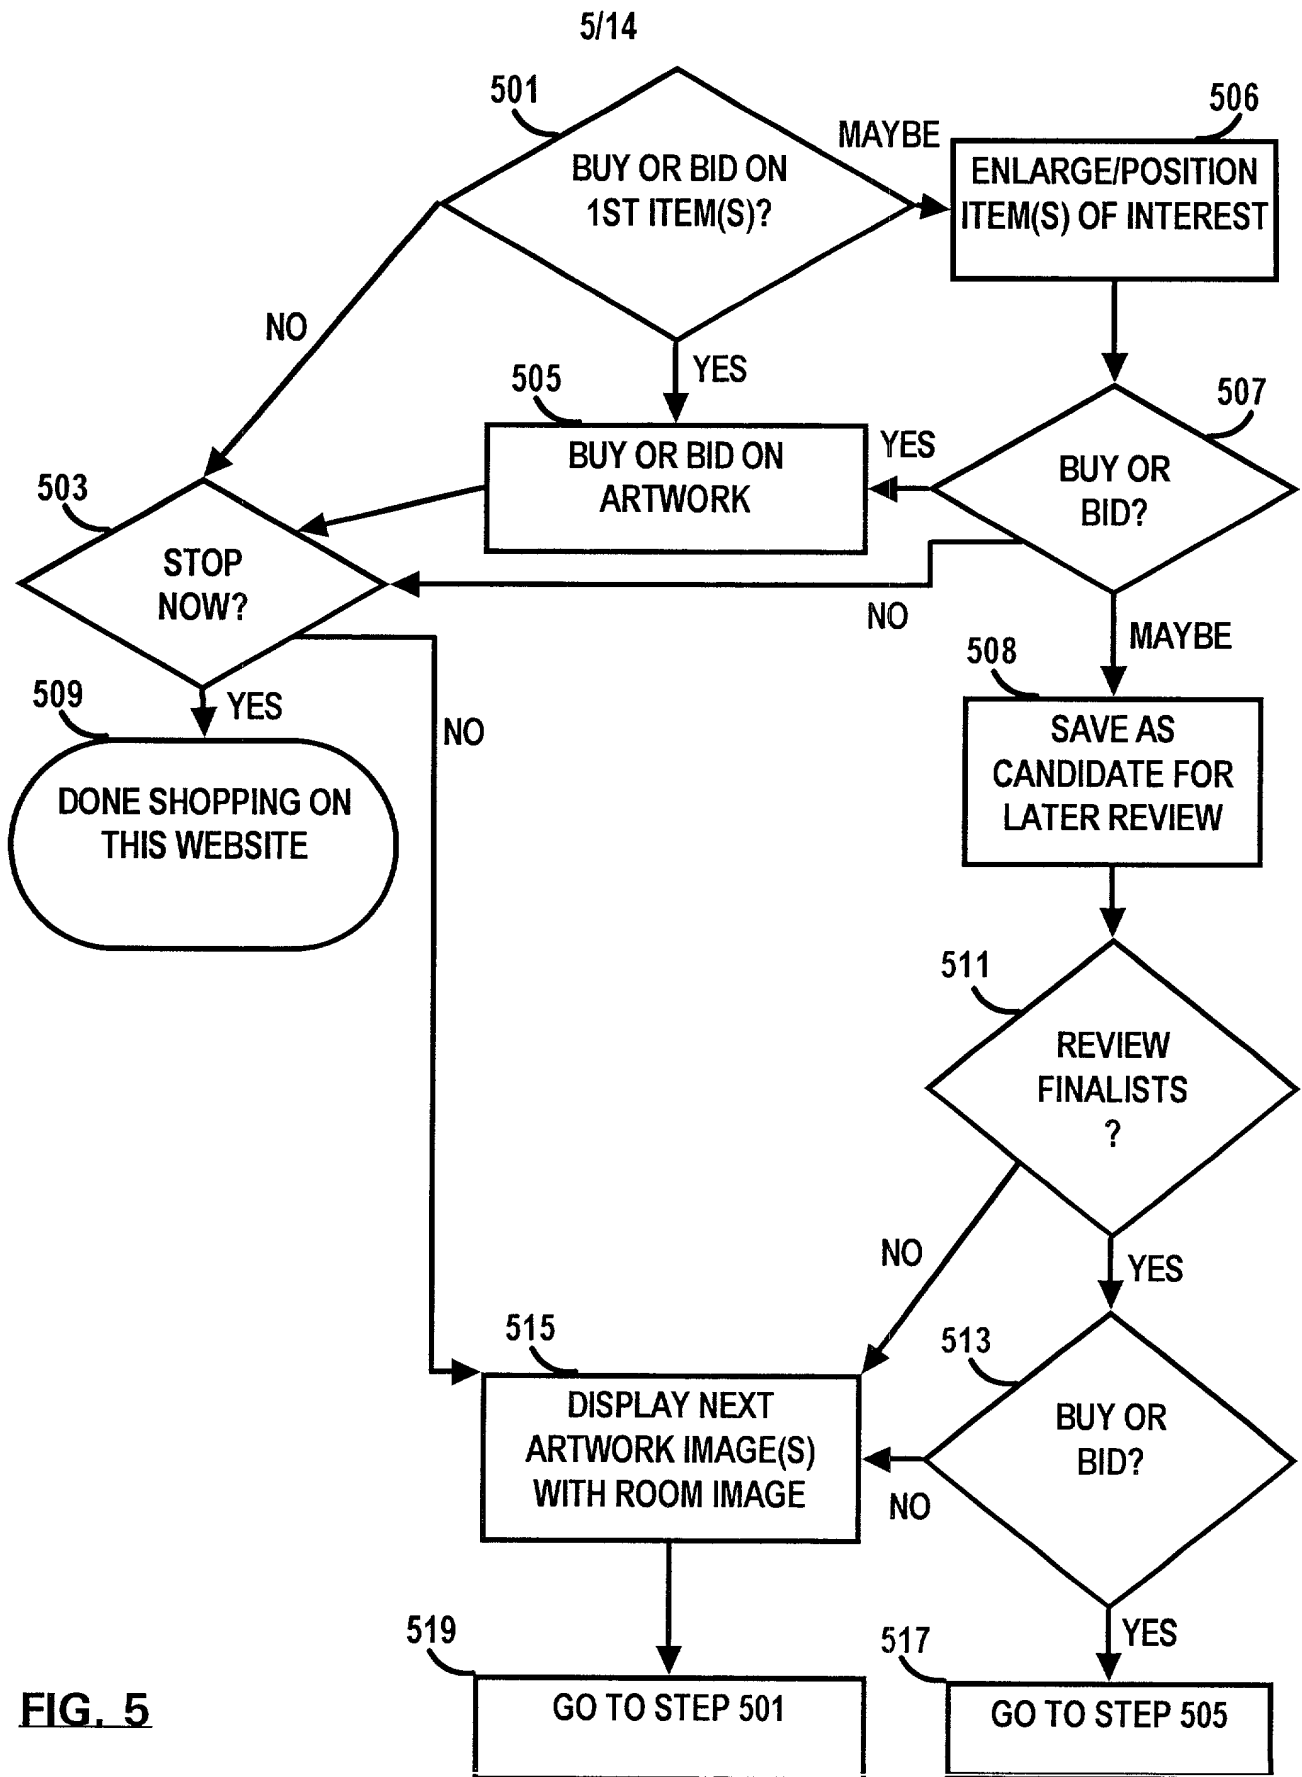 5/14
501
BUY OR BID ON
1ST ITEM(S)?
MAYBE
506
ENLARGE/POSITION
ITEM(S) OF INTEREST
NO
YES
505
BUY OR BID ON
ARTWORK
YES
507
BUY OR
BID?
503
STOP
NOW?
NO
MAYBE
508
SAVE AS
CANDIDATE FOR
LATER REVIEW
YES
NO
509
DONE SHOPPING ON
THIS WEBSITE
511
REVIEW
FINALISTS
?
NO
YES
515
DISPLAY NEXT
ARTWORK IMAGE(S)
WITH ROOM IMAGE
513
BUY OR
BID?
NO
YES
519
GO TO STEP 501
517
GO TO STEP 505
FIG. 5